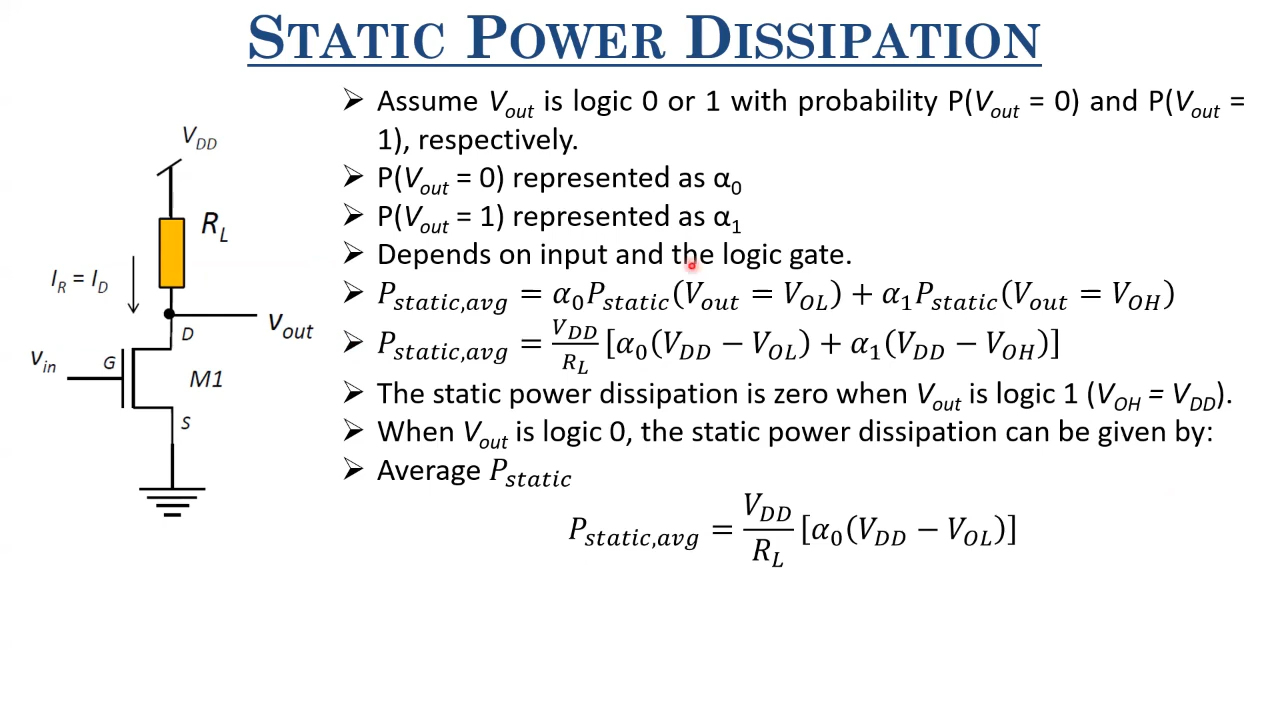 STATIC POWER DISSIPATION
➢ Assume V_out is logic 0 or 1 with probability P(V_out = 0) and P(V_out =
1), respectively.
➢ P(V_out = 0) represented as α_0
➢ P(V_out = 1) represented as α_1
➢ Depends on input and the logic gate.
➢ P_static,avg = α_0P_static(V_out = V_OL) + α_1P_static(V_out = V_OH)
➢ P_static,avg = V_DD/R_L [α_0(V_DD − V_OL) + α_1(V_DD − V_OH)]
➢ The static power dissipation is zero when V_out is logic 1 (V_OH = V_DD).
➢ When V_out is logic 0, the static power dissipation can be given by:
➢ Average P_static
P_static,avg = V_DD/R_L [α_0(V_DD − V_OL)]
V_DD
R_L
I_R = I_D
V_out
D
V_in
G
M1
S